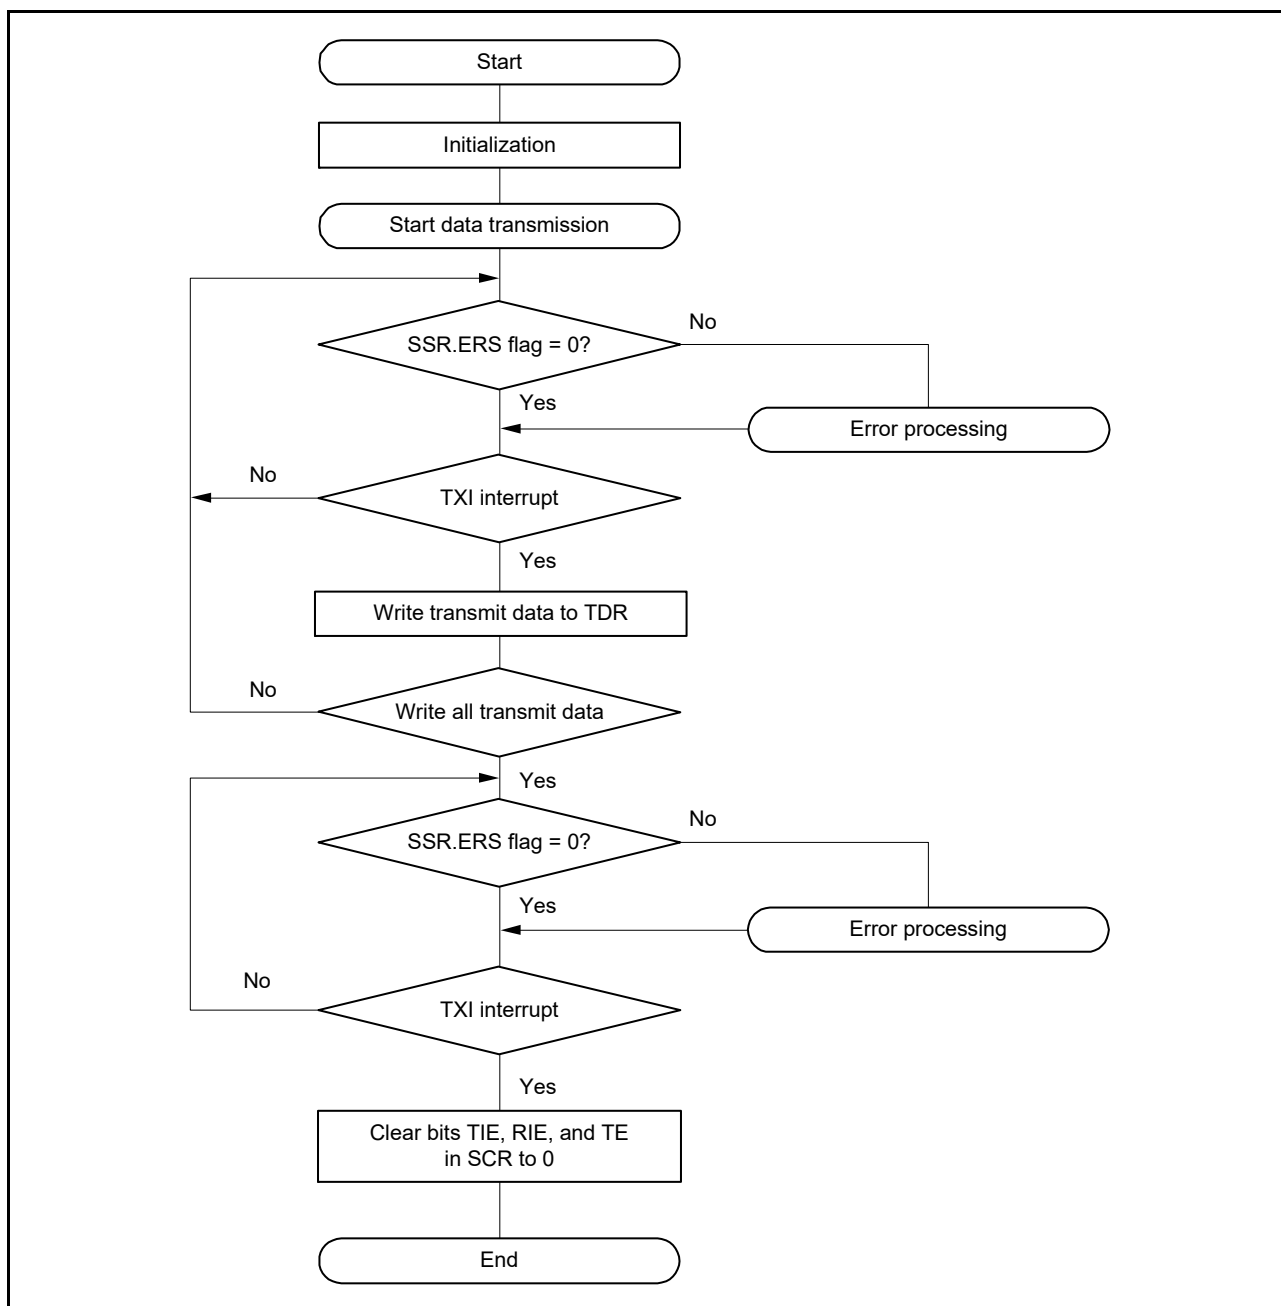 Start
Initialization
Start data transmission
SSR.ERS flag = 0?
No
Yes
Error processing
No
TXI interrupt
Yes
Write transmit data to TDR
No
Write all transmit data
Yes
SSR.ERS flag = 0?
No
Yes
Error processing
No
TXI interrupt
Yes
Clear bits TIE, RIE, and TE
in SCR to 0
End